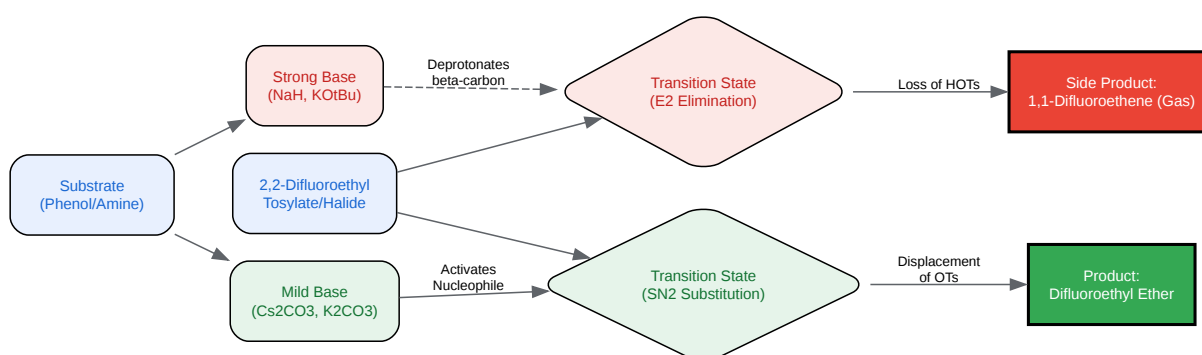 Deprotonates
beta-carbon
Strong Base
(NaH, KOtBu)
Transition State
(E2 Elimination)
Loss of HOTs
Side Product:
1,1-Difluoroethene (Gas)
Substrate
(Phenol/Amine)
2,2-Difluoroethyl
Tosylate/Halide
Mild Base
(Cs2CO3, K2CO3)
Activates
Nucleophile
Transition State
(SN2 Substitution)
Displacement
of OTs
Product:
Difluoroethyl Ether